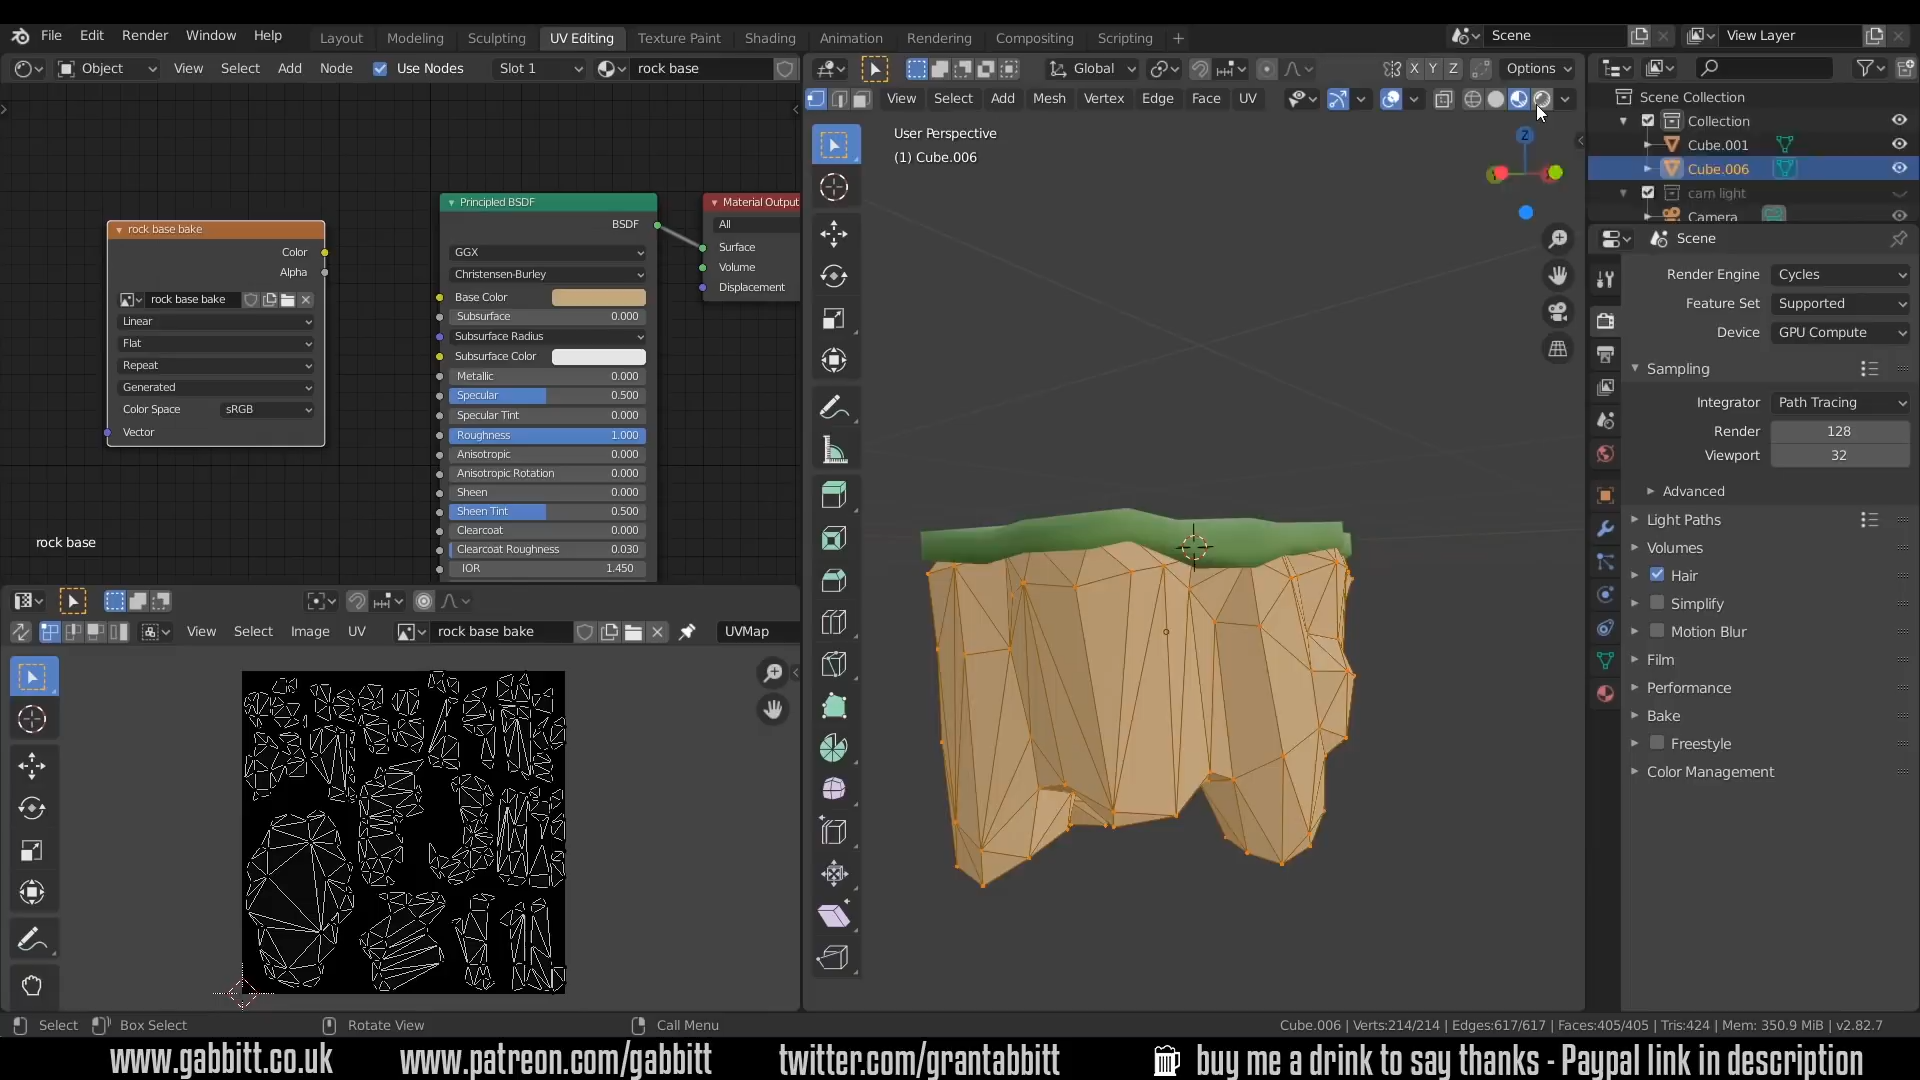 File Edit Render Window Help Layout Modeling Sculpting UV Editing Texture Paint Shading Animation Rendering Compositing Scripting + Scene View Layer
Object View Select Add Node Use Nodes Slot 1 rock base
Global X Y Z Options
View Select Add Mesh Vertex Edge Face UV
User Perspective
(1) Cube.006
Z
rock base bake
Color
Alpha
rock base bake
Linear
Flat
Repeat
Generated
Color Space sRGB
Vector
rock base
Principled BSDF
BSDF
GGX
Christensen-Burley
Base Color
Subsurface 0.000
Subsurface Radius
Subsurface Color
Metallic 0.000
Specular 0.500
Specular Tint 0.000
Roughness 1.000
Anisotropic 0.000
Anisotropic Rotation 0.000
Sheen 0.000
Sheen Tint 0.500
Clearcoat 0.000
Clearcoat Roughness 0.030
IOR 1.450
Material Output
All
Surface
Volume
Displacement
View Select Image UV rock base bake UVMap
Scene Collection
Collection
Cube.001
Cube.006
cam light
Camera
Scene
Render Engine Cycles
Feature Set Supported
Device GPU Compute
Sampling
Integrator Path Tracing
Render 128
Viewport 32
Advanced
Light Paths
Volumes
Hair
Simplify
Motion Blur
Film
Performance
Bake
Freestyle
Color Management
Select Box Select Rotate View Call Menu Cube.006 | Verts:214/214 | Edges:617/617 | Faces:405/405 | Tris:424 | Mem: 350.9 MiB | v2.82.7
www.gabbitt.co.uk www.patreon.com/gabbitt twitter.com/grantabbitt buy me a drink to say thanks - Paypal link in description